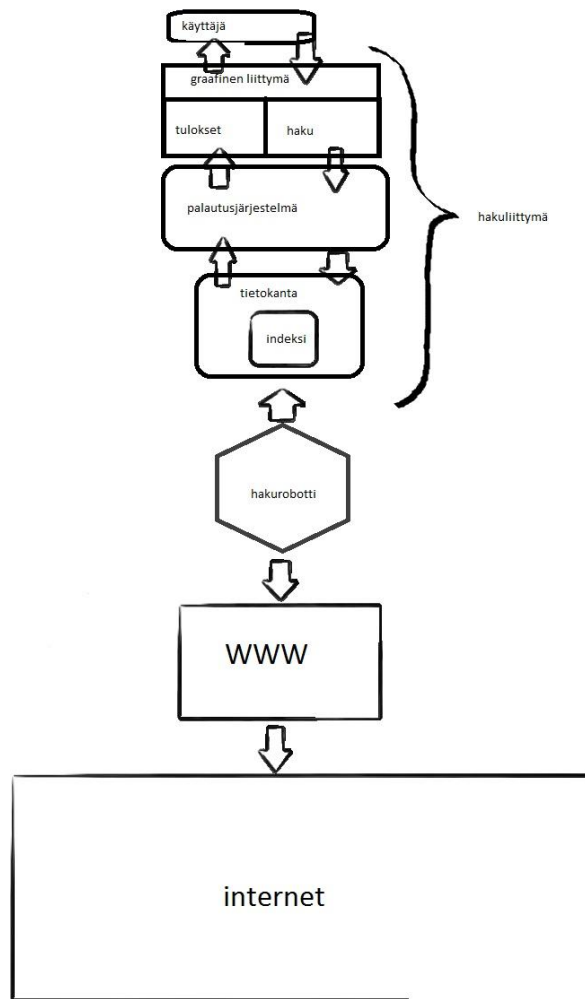 käyttäjä
graafinen liittymä
tulokset
haku
palautusjärjestelmä
hakuliittymä
tietokanta
indeksi
hakurobotti
WWW
internet